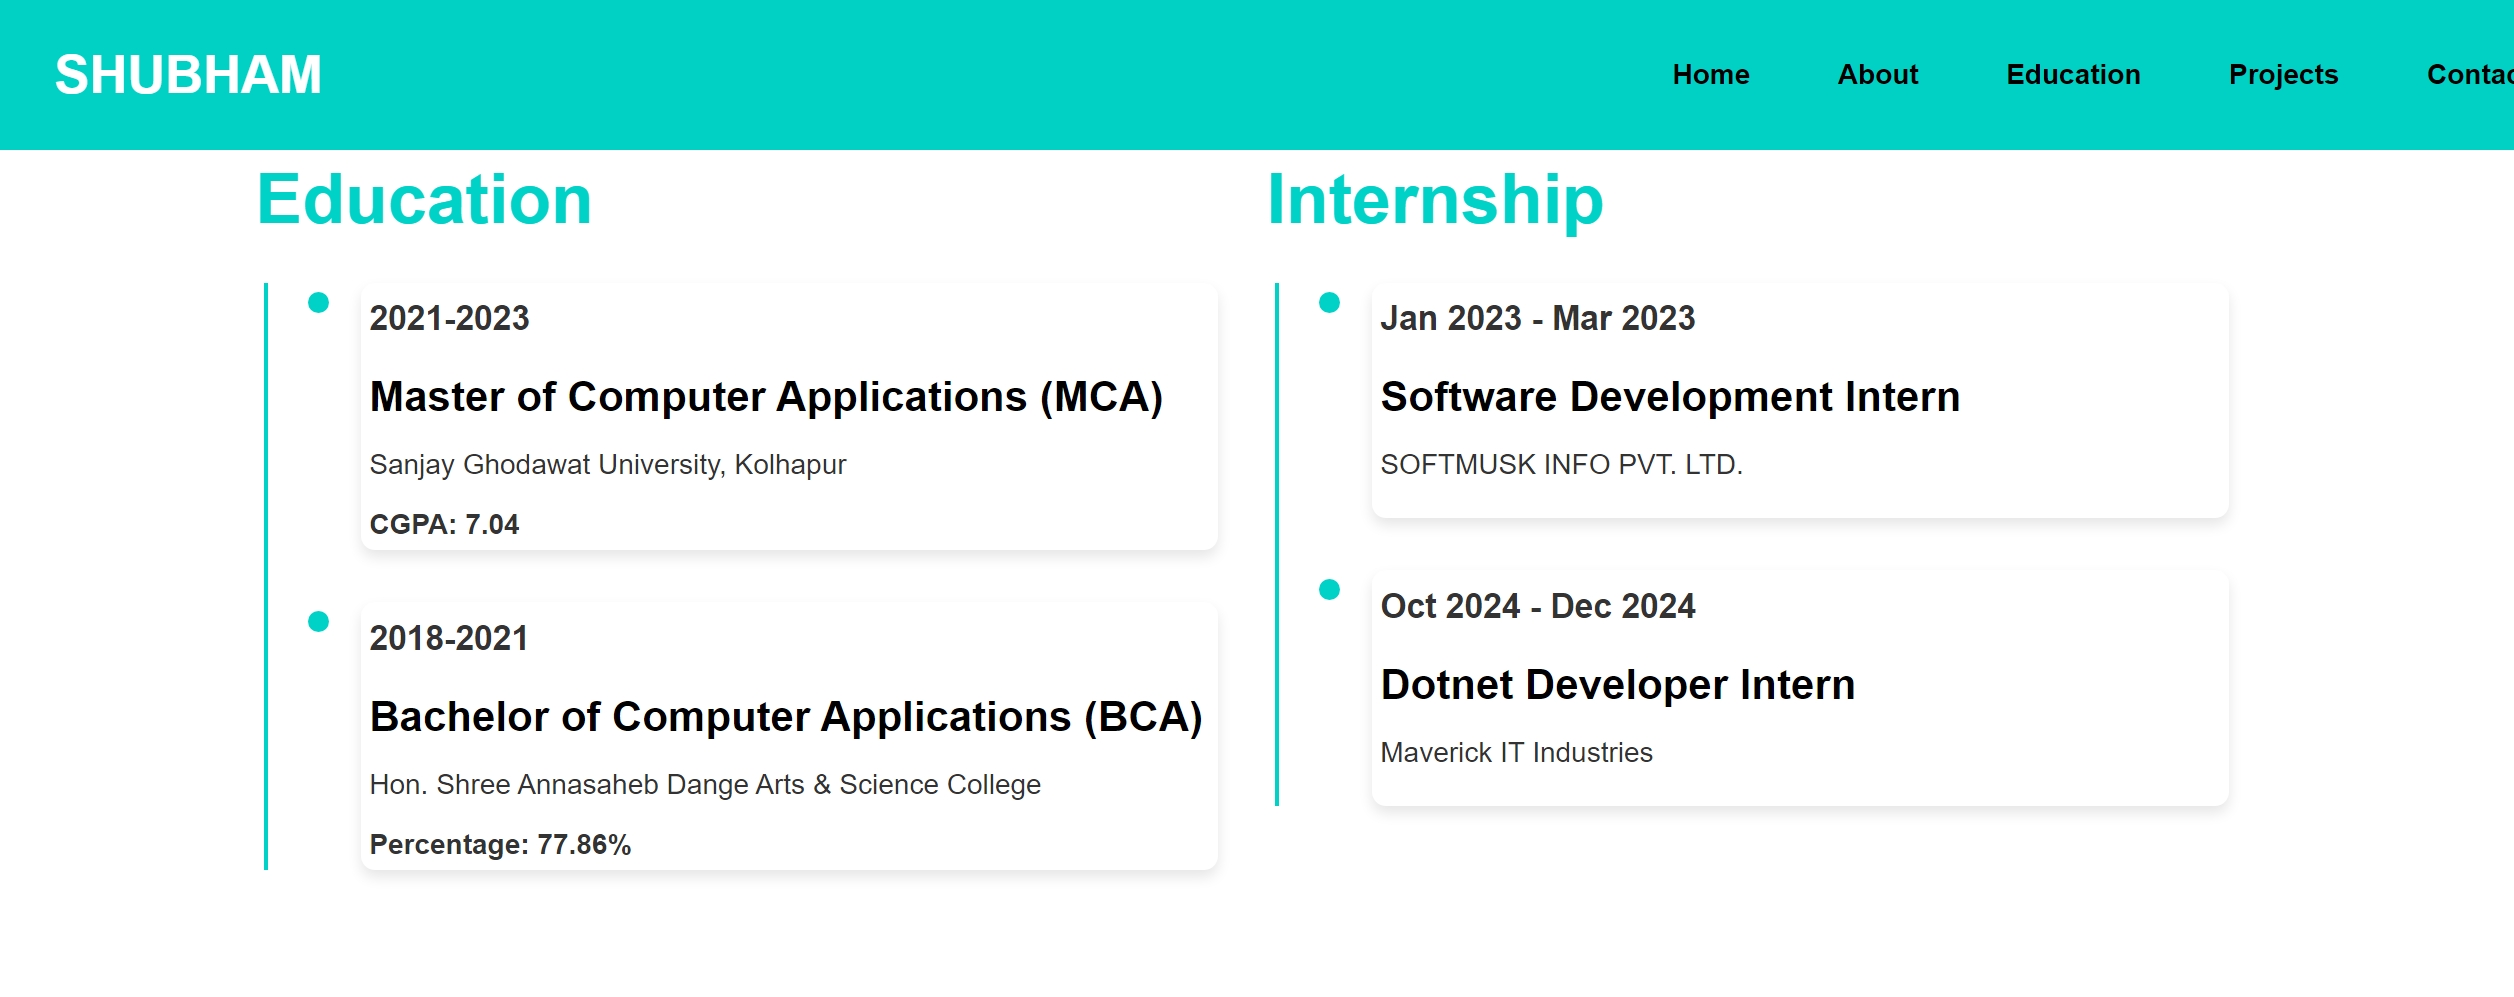 SHUBHAM
Home About Education Projects Contac
Education
2021-2023
Master of Computer Applications (MCA)
Sanjay Ghodawat University, Kolhapur
CGPA: 7.04
2018-2021
Bachelor of Computer Applications (BCA)
Hon. Shree Annasaheb Dange Arts & Science College
Percentage: 77.86%
Internship
Jan 2023 - Mar 2023
Software Development Intern
SOFTMUSK INFO PVT. LTD.
Oct 2024 - Dec 2024
Dotnet Developer Intern
Maverick IT Industries